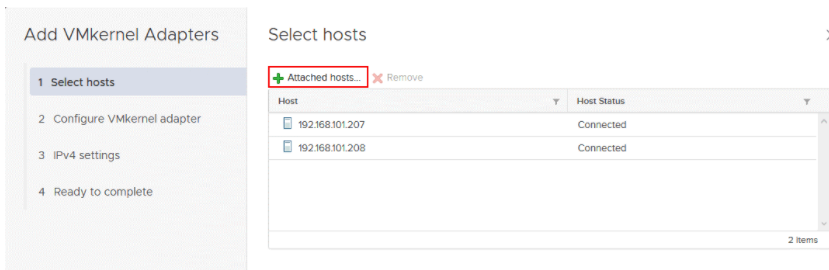 Add VMkernel Adapters
1 Select hosts
2 Configure VMkernel adapter
3 IPv4 settings
4 Ready to complete
Select hosts
Attached hosts... Remove
Host Host Status
192.168.101.207 Connected
192.168.101.208 Connected
2 items